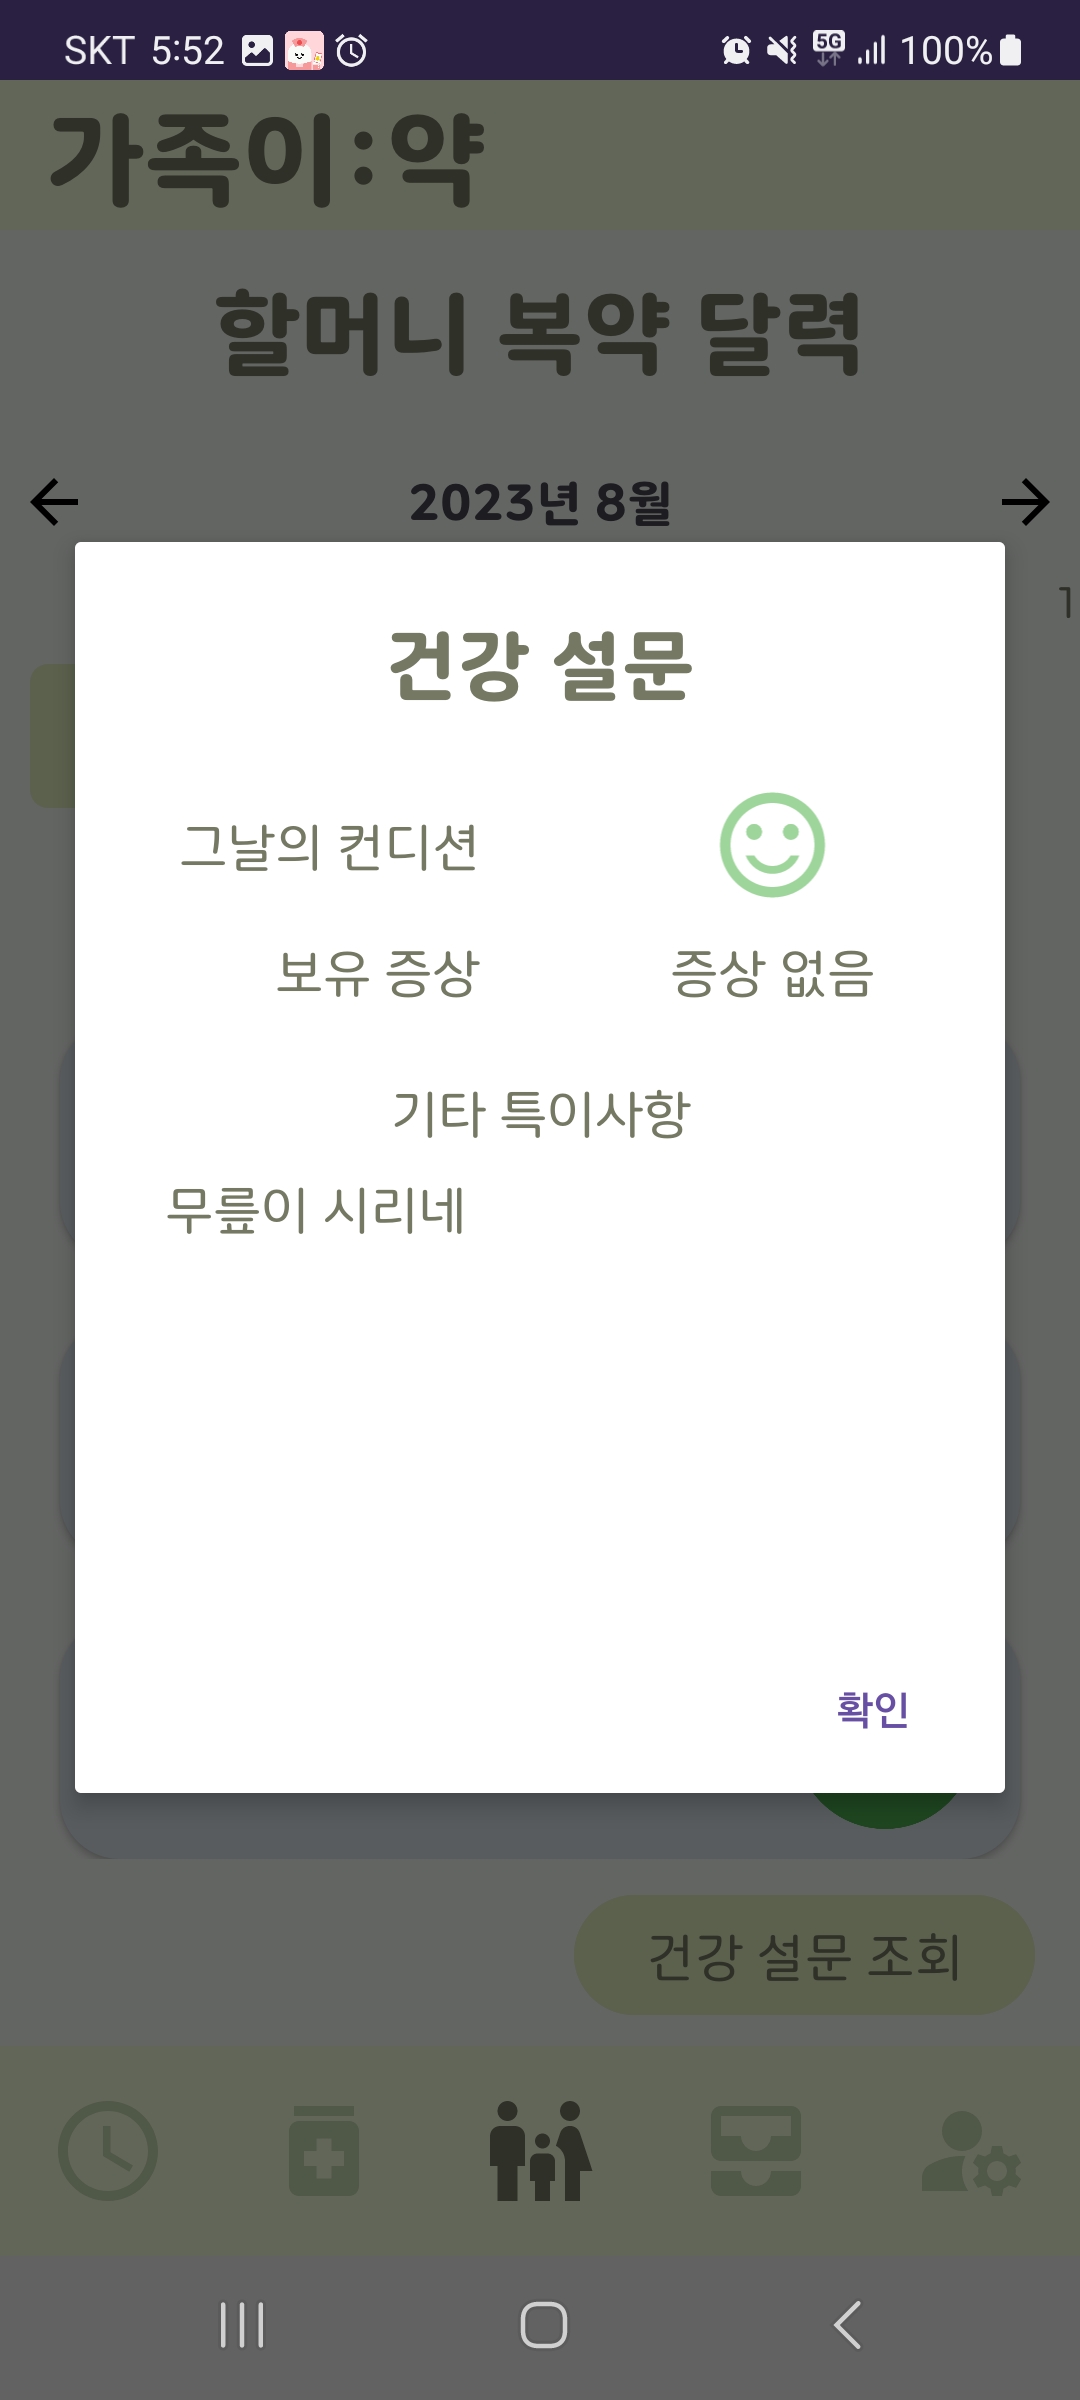 SKT 5:52 5G 100%
가족이:약
할머니 복약 달력
2023년 8월
1
건강 설문
그날의 컨디션
보유 증상 증상 없음
기타 특이사항
무릎이 시리네
확인
건강 설문 조회